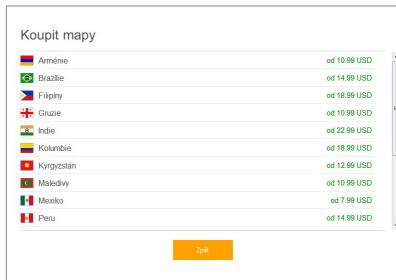 Koupit mapy
Arménie od 10.99 USD
Brazílie od 14.99 USD
Filipíny od 18.99 USD
Gruzie od 10.99 USD
Indie od 22.99 USD
Kolumbie od 18.99 USD
Kyrgyzstán od 12.99 USD
Maledivy od 10.99 USD
Mexiko od 7.99 USD
Peru od 14.99 USD
Zpět